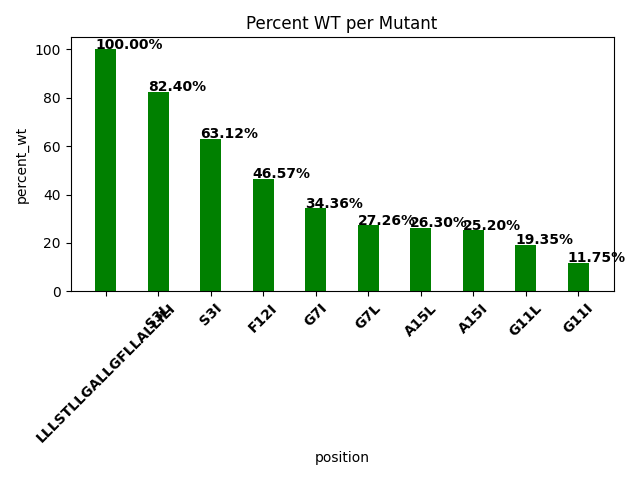 Percent WT per Mutant
100.00%
82.40%
63.12%
46.57%
34.36%
27.26%
26.30%
25.20%
19.35%
11.75%
percent_wt
100
80
60
40
20
0
S3L
S3I
F12I
G7I
G7L
A15L
A15I
G11L
G11I
position